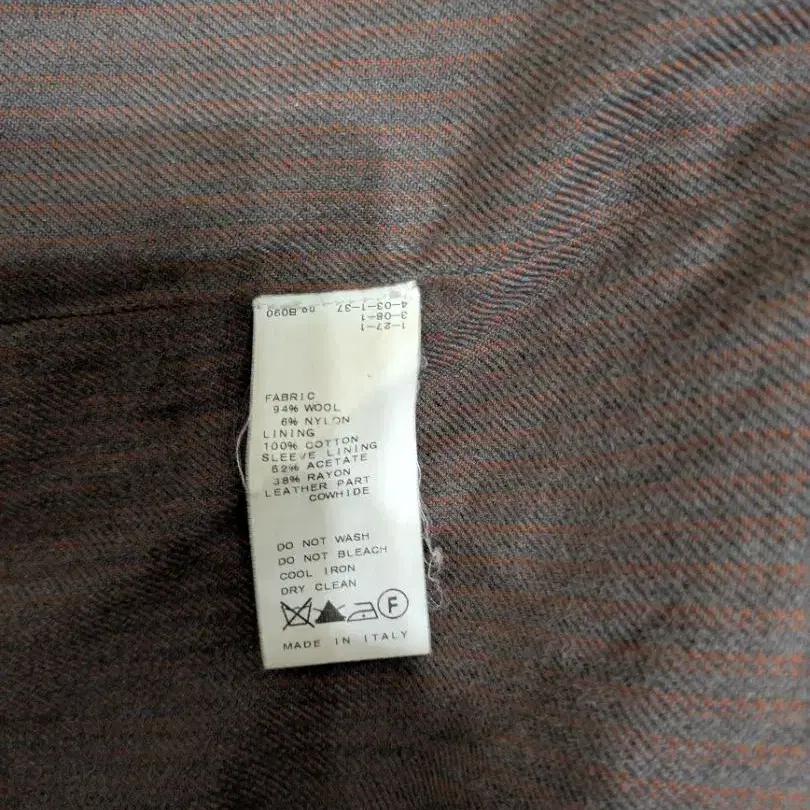 1-27-1
3-08-1
4-03-1-37 no B090
FABRIC
94% WOOL
6% NYLON
LINING
100% COTTON
SLEEVE LINING
62% ACETATE
38% RAYON
LEATHER PART
COWHIDE
DO NOT WASH
DO NOT BLEACH
COOL IRON
DRY CLEAN
F
MADE IN ITALY